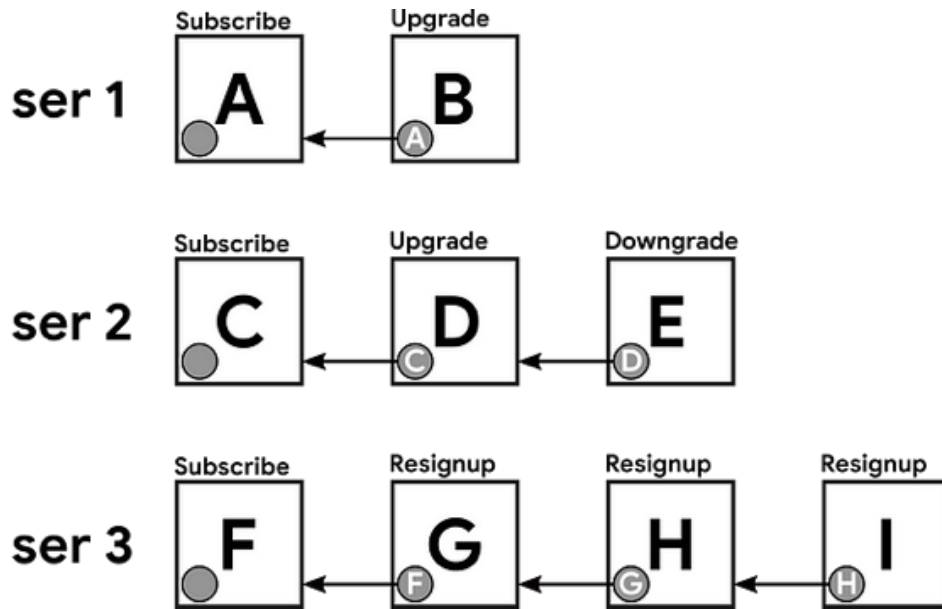 Subscribe Upgrade
ser 1 A B
A
Subscribe Upgrade Downgrade
ser 2 C D E
C D
Subscribe Resignup Resignup Resignup
ser 3 F G H I
F G H